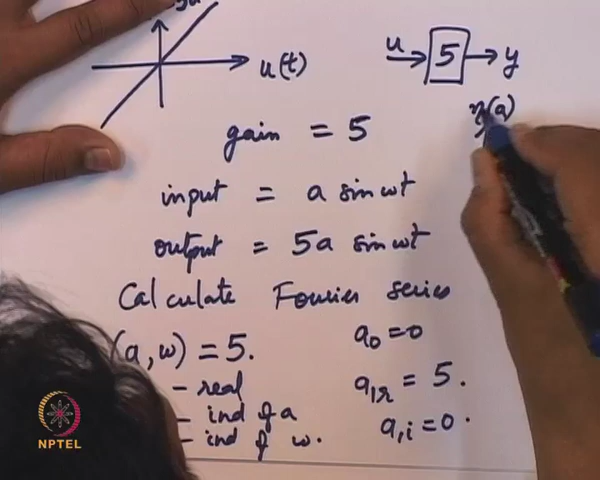 u(t)
u 5 y
(a)
gain = 5
input = a sin ωt
output = 5a sin ωt
Calculate Fourier series
(a, ω) = 5.
a0 = 0
- real
a1r = 5.
- ind of a
a1i = 0.
- ind of ω.
NPTEL